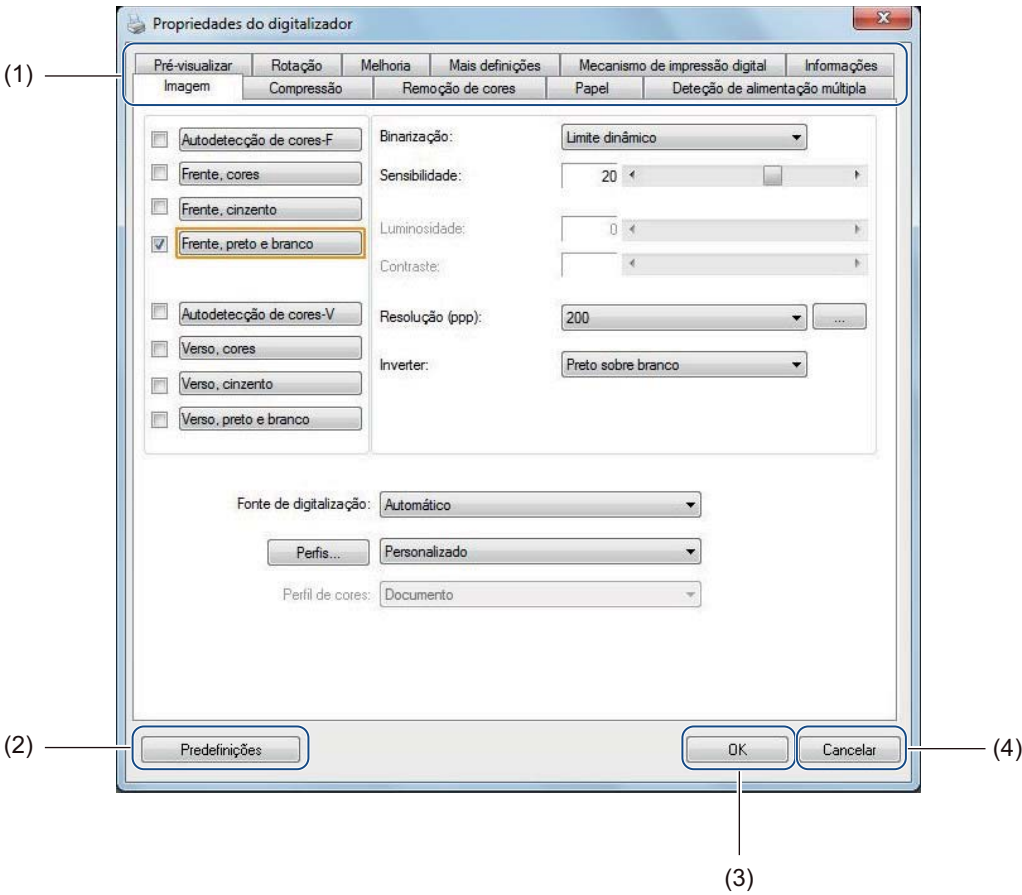 Propriedades do digitalizador
(1)
Pré-visualizar Rotação Melhoria Mais definições Mecanismo de impressão digital Informações
Imagem Compressão Remoção de cores Papel Deteção de alimentação múltipla
Autodetecção de cores-F
Frente, cores
Frente, cinzento
Frente, preto e branco
Autodetecção de cores-V
Verso, cores
Verso, cinzento
Verso, preto e branco
Binarização: Limite dinâmico
Sensibilidade: 20
Luminosidade: 0
Contraste:
Resolução (ppp): 200 ...
Inverter: Preto sobre branco
Fonte de digitalização: Automático
Perfis... Personalizado
Perfil de cores: Documento
(2) Predefinições OK Cancelar (4)
(3)